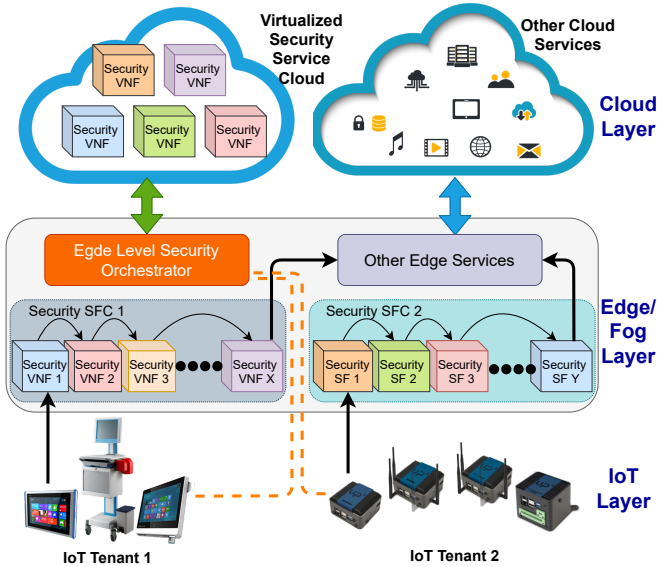 Virtualized
Security
Service
Cloud
Other Cloud
Services
Security
VNF
Security
VNF
Security
VNF
Security
VNF
Security
VNF
Cloud
Layer
Egde Level Security
Orchestrator
Other Edge Services
Security SFC 1
Security
VNF 1
Security
VNF 2
Security
VNF 3
Security
VNF X
Security SFC 2
Security
SF 1
Security
SF 2
Security
SF 3
Security
SF Y
Edge/
Fog
Layer
IoT
Layer
IoT Tenant 1
IoT Tenant 2